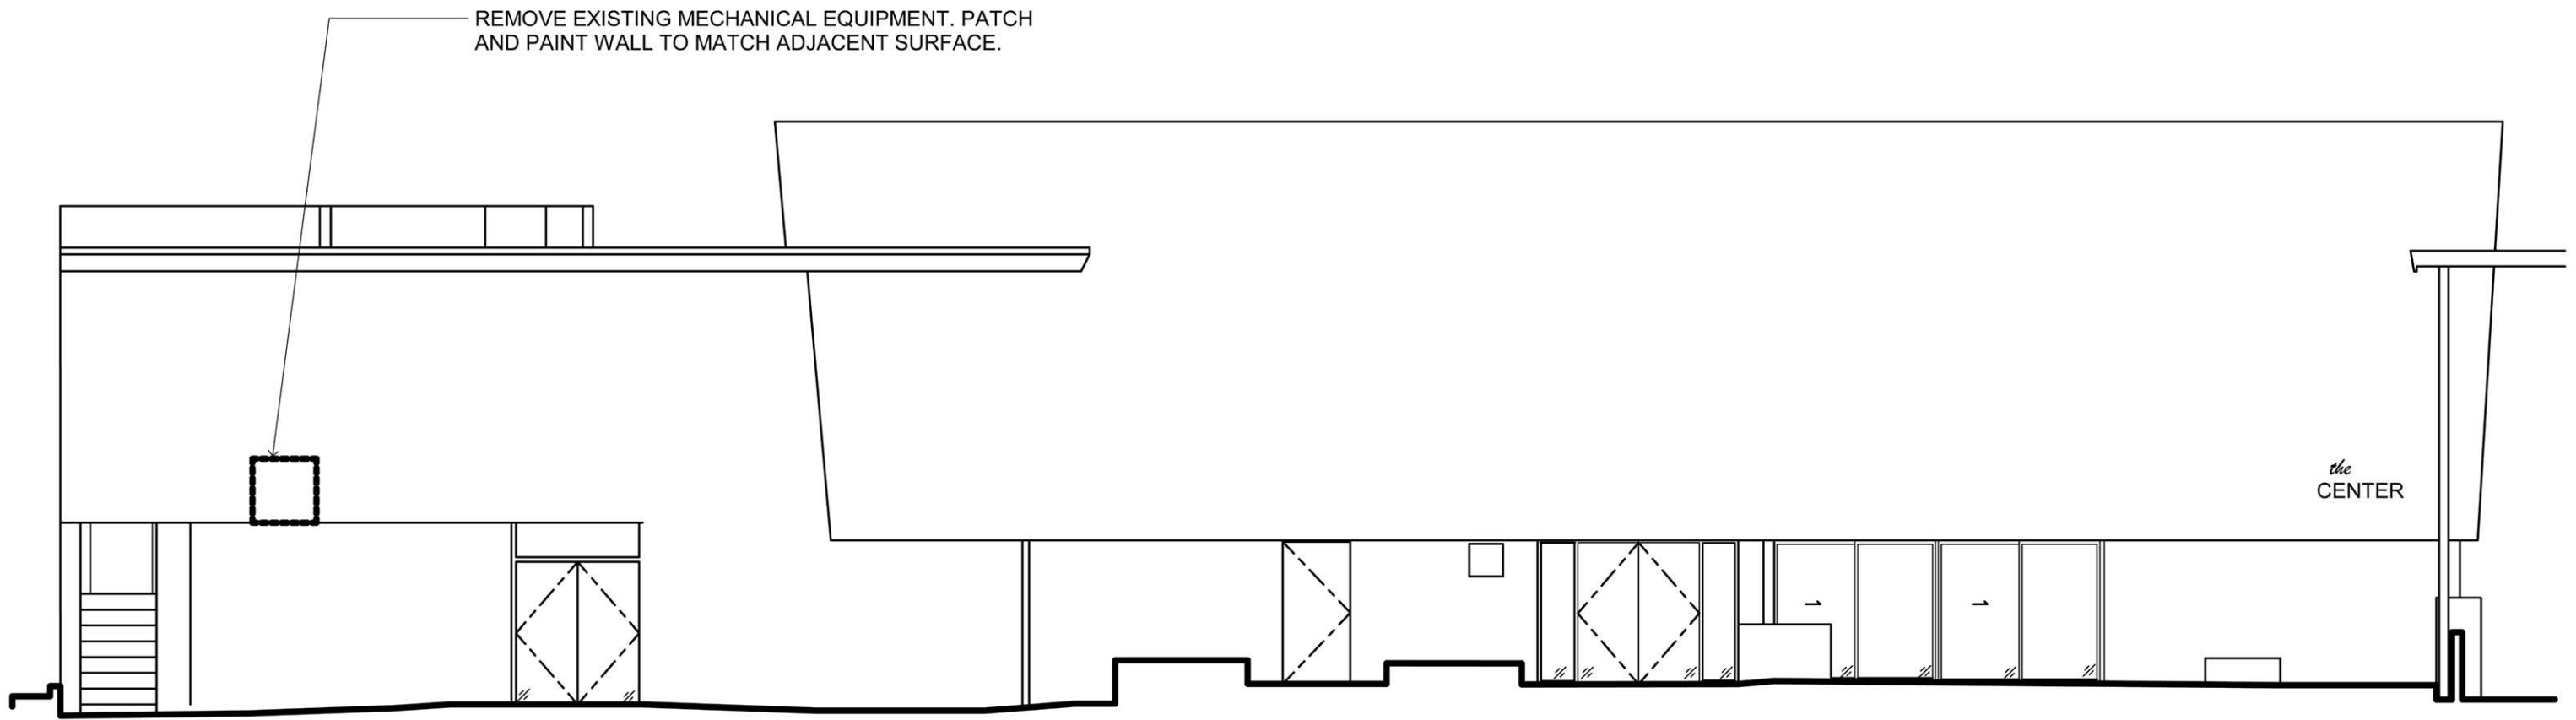 REMOVE EXISTING MECHANICAL EQUIPMENT. PATCH
AND PAINT WALL TO MATCH ADJACENT SURFACE.
the
CENTER